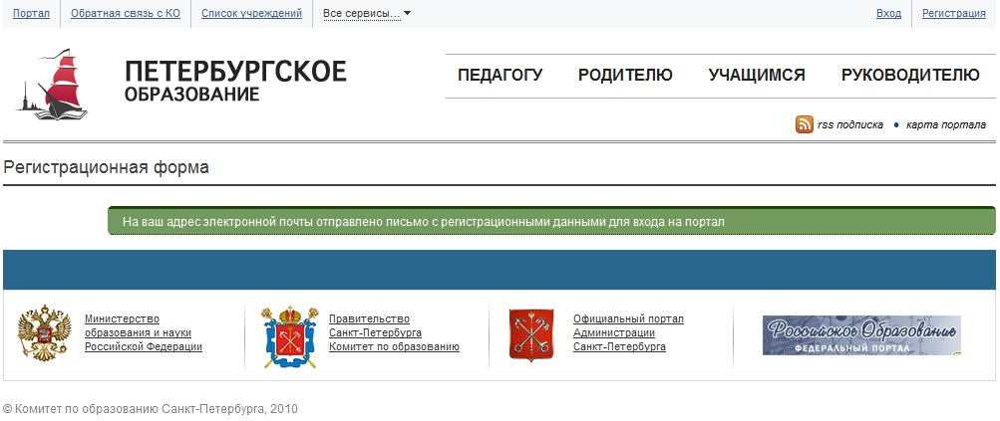 Портал Обратная связь с КО Список учреждений Все сервисы... Вход Регистрация
ПЕТЕРБУРГСКОЕ
ОБРАЗОВАНИЕ
ПЕДАГОГУ РОДИТЕЛЮ УЧАЩИМСЯ РУКОВОДИТЕЛЮ
rss подписка • карта портала
Регистрационная форма
На ваш адрес электронной почты отправлено письмо с регистрационными данными для входа на портал
Министерство
образования и науки
Российской Федерации
Правительство
Санкт-Петербурга
Комитет по образованию
Официальный портал
Администрации
Санкт-Петербурга
Российское Образование
ФЕДЕРАЛЬНЫЙ ПОРТАЛ
© Комитет по образованию Санкт-Петербурга, 2010